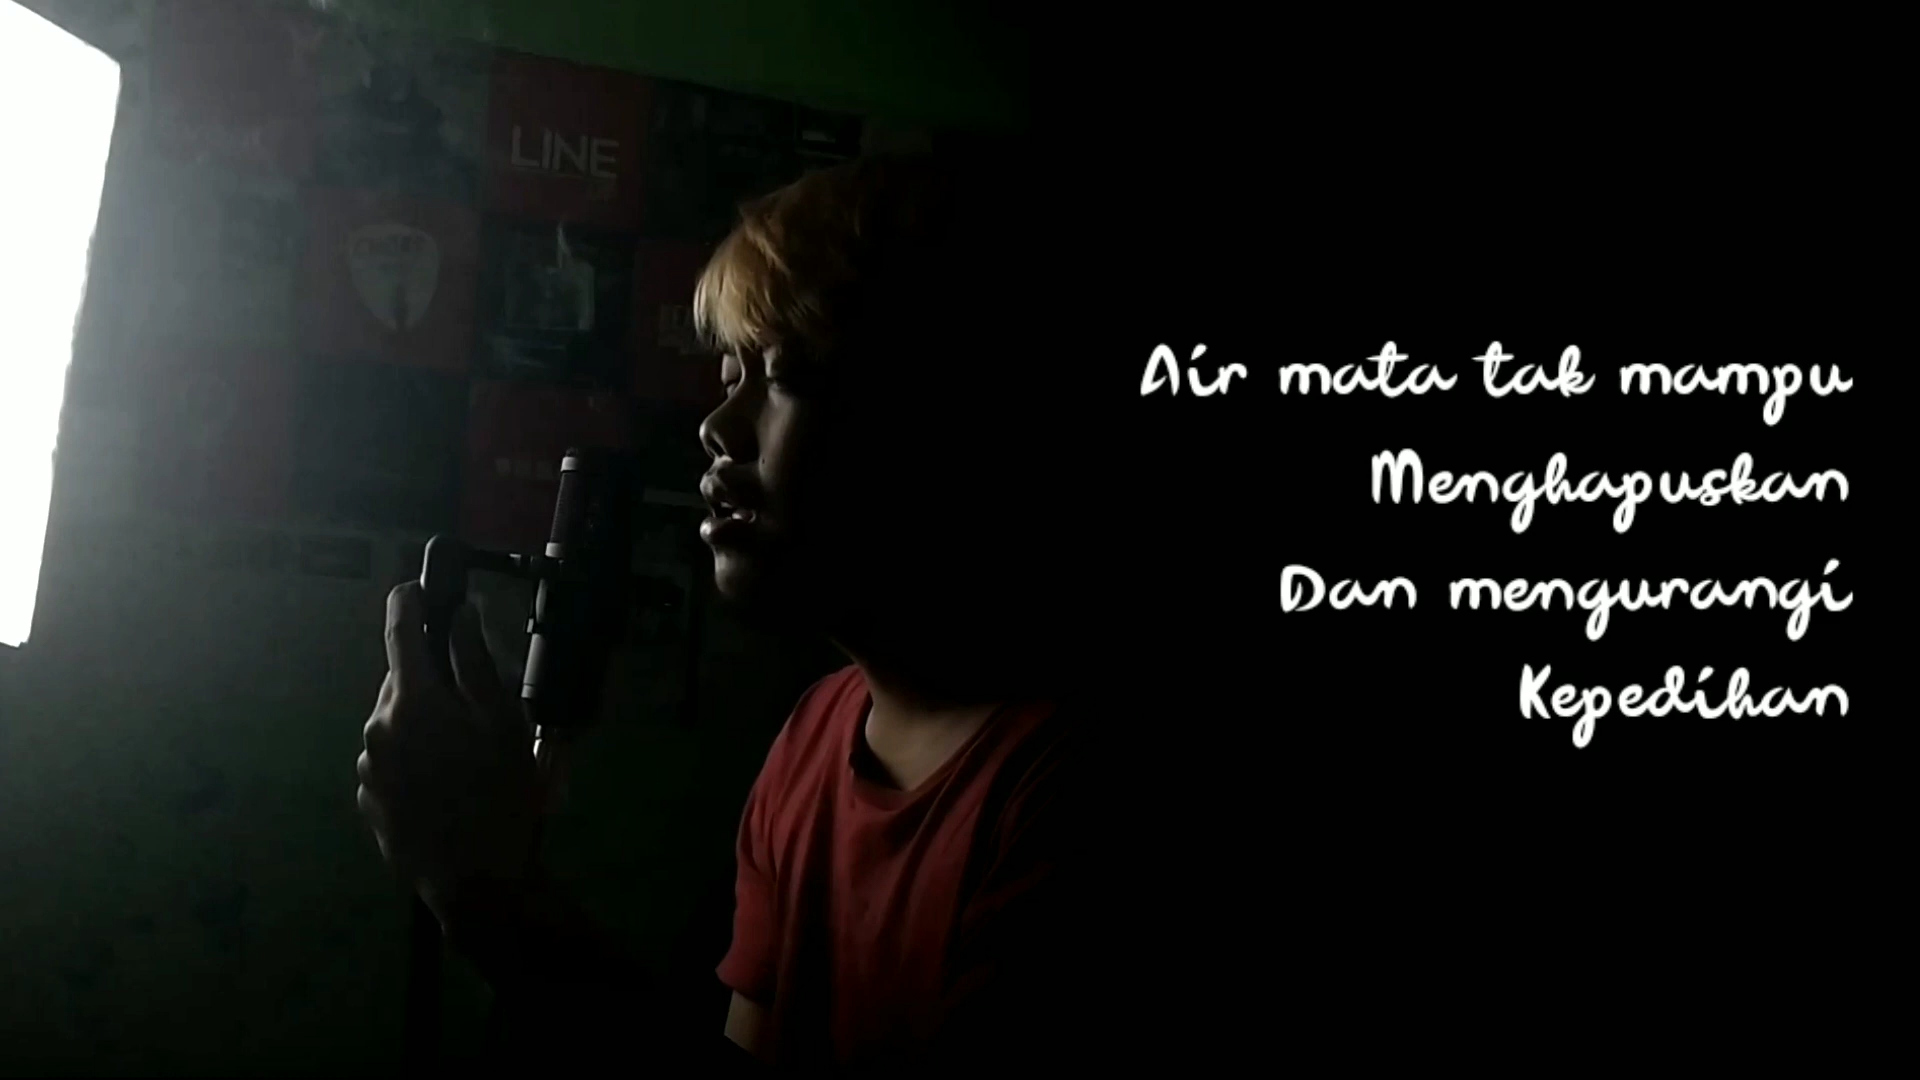 LINE
Air mata tak mampu
Menghapuskan
Dan mengurangi
Kepedihan